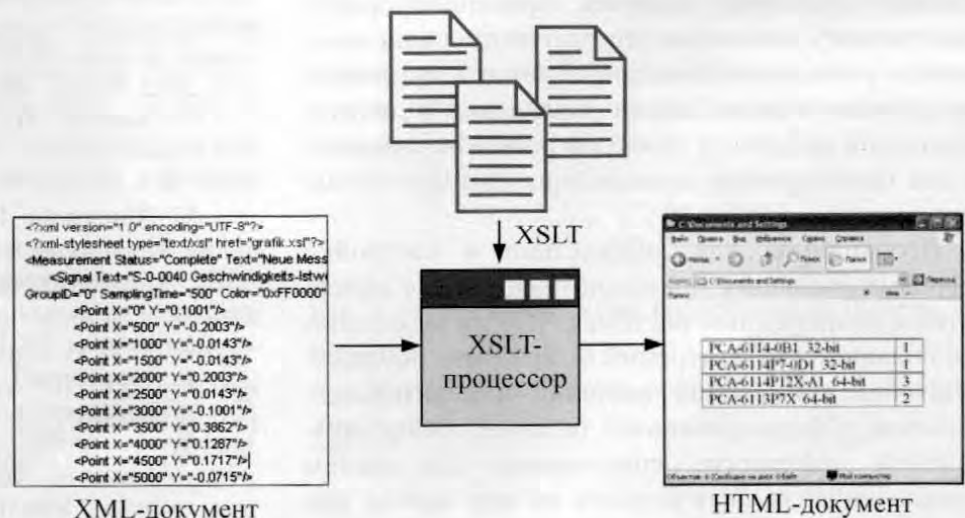 XSLT
<?xml version="1.0" encoding="UTF-8"?>
<?xml-stylesheet type="text/xsl" href="grafik.xsl"?>
<Measurement Status="Complete" Text="Neue Mess
<Signal Text="S-0-0040 Geschwindigkeits-Istwe
GroupID="0" SamplingTime="500" Color="0xFF0000"
<Point X="0" Y="0.1001"/>
<Point X="500" Y="-0.2003"/>
<Point X="1000" Y="-0.0143"/>
<Point X="1500" Y="-0.0143"/>
<Point X="2000" Y="0.2003"/>
<Point X="2500" Y="0.0143"/>
<Point X="3000" Y="-0.1001"/>
<Point X="3500" Y="0.3862"/>
<Point X="4000" Y="0.1287"/>
<Point X="4500" Y="0.1717"/>
<Point X="5000" Y="-0.0715"/>
XML-документ
XSLT-
процессор
C:\Documents and Settings
PCA-6114-0B1 32-bit 1
PCA-6114P7-0D1 32-bit 1
PCA-6114P12X-A1 64-bit 3
PCA-6113P7X 64-bit 2
HTML-документ